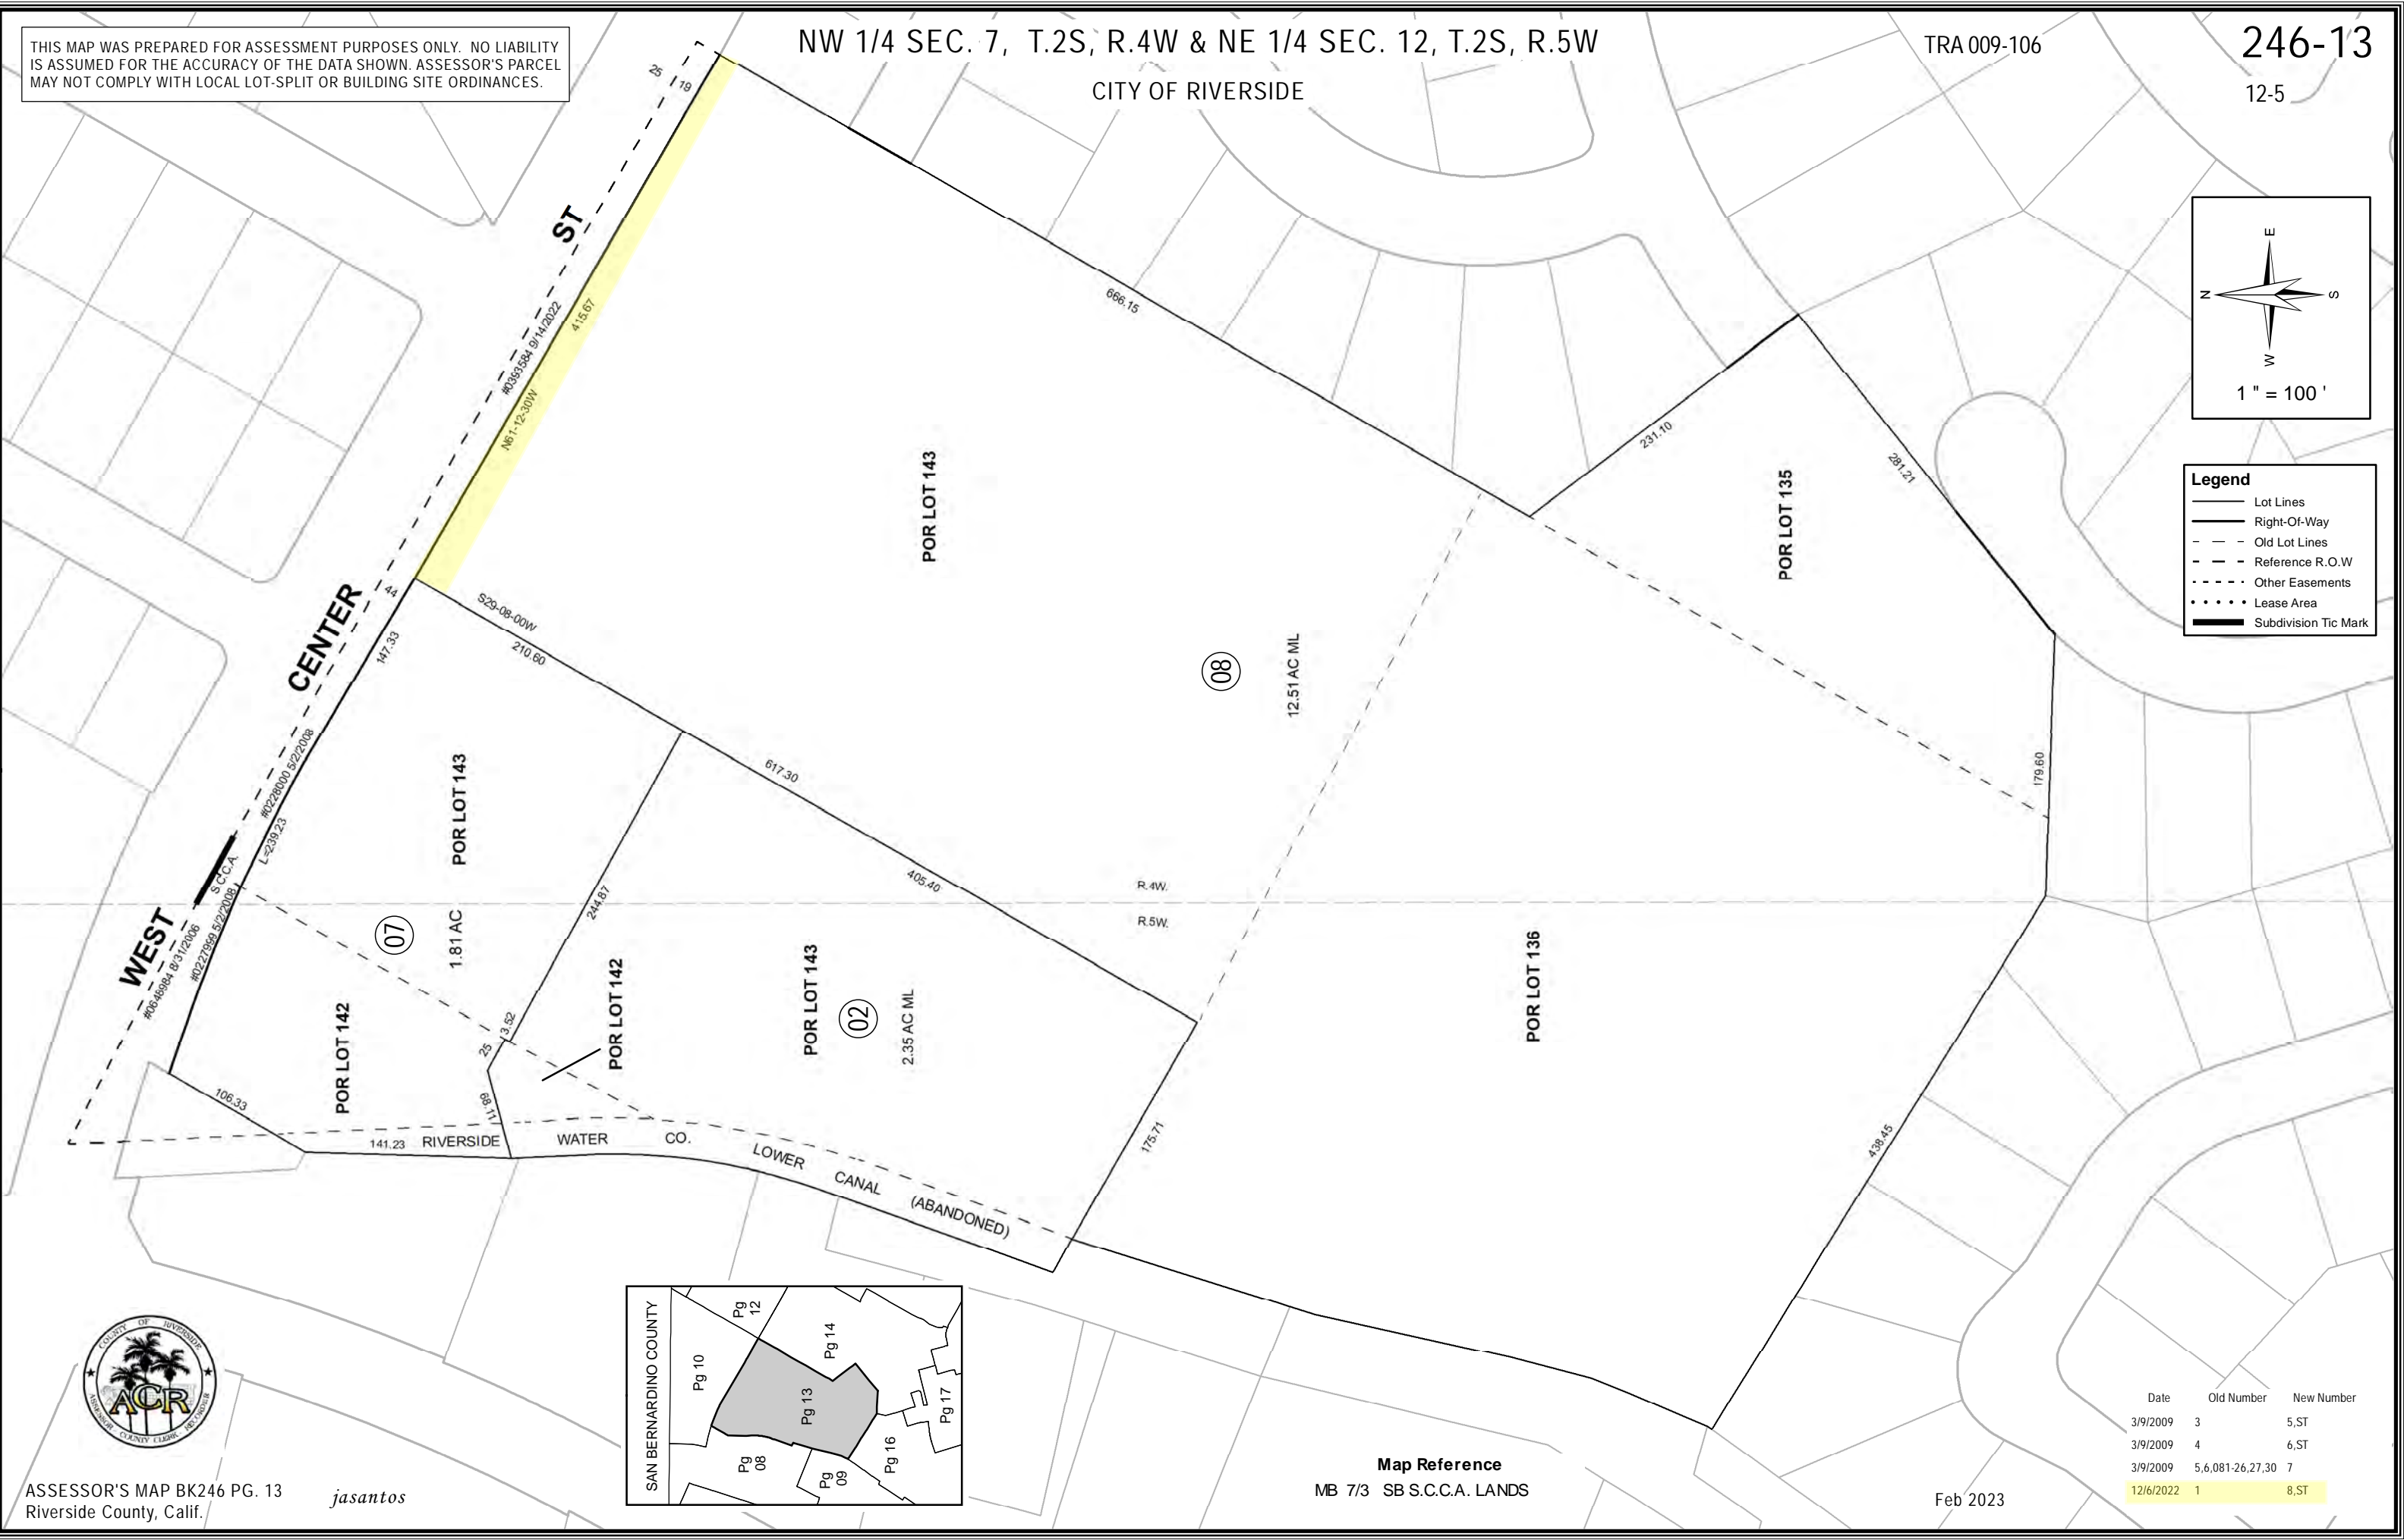 THIS MAP WAS PREPARED FOR ASSESSMENT PURPOSES ONLY. NO LIABILITY
IS ASSUMED FOR THE ACCURACY OF THE DATA SHOWN. ASSESSOR'S PARCEL
MAY NOT COMPLY WITH LOCAL LOT-SPLIT OR BUILDING SITE ORDINANCES.
NW 1/4 SEC. 7, T.2S, R.4W & NE 1/4 SEC. 12, T.2S, R.5W
CITY OF RIVERSIDE
TRA 009-106
246-13
12-5
25
19
ST
#0393584 9/14/2022
415.67
N61-12-30W
666.15
231.10
281.21
POR LOT 143
POR LOT 135
N
E
S
W
1 " = 100 '
Legend
Lot Lines
Right-Of-Way
Old Lot Lines
Reference R.O.W
Other Easements
Lease Area
Subdivision Tic Mark
CENTER
44
147.33
S29-08-00W
210.60
08
12.51 AC ML
#0228000 5/2/2008
L=239.23
POR LOT 143
617.30
405.40
179.60
S.C.C.A.
WEST
#0646984 8/31/2006
#0227999 5/2/2008
07
1.81 AC
244.87
R.4W.
R.5W.
POR LOT 142
25
3.52
POR LOT 142
POR LOT 143
02
2.35 AC ML
POR LOT 136
106.33
68.11
141.23
RIVERSIDE
WATER
CO.
LOWER
CANAL
(ABANDONED)
175.71
438.45
SAN BERNARDINO COUNTY
Pg 12
Pg 14
Pg 10
Pg 13
Pg 17
Pg 08
Pg 09
Pg 16
COUNTY OF RIVERSIDE
ACR
ASSESSOR - COUNTY CLERK - RECORDER
ASSESSOR'S MAP BK246 PG. 13
Riverside County, Calif.
jasantos
Map Reference
MB 7/3 SB S.C.C.A. LANDS
Feb 2023
Date Old Number New Number
3/9/2009 3 5,ST
3/9/2009 4 6,ST
3/9/2009 5,6,081-26,27,30 7
12/6/2022 1 8,ST